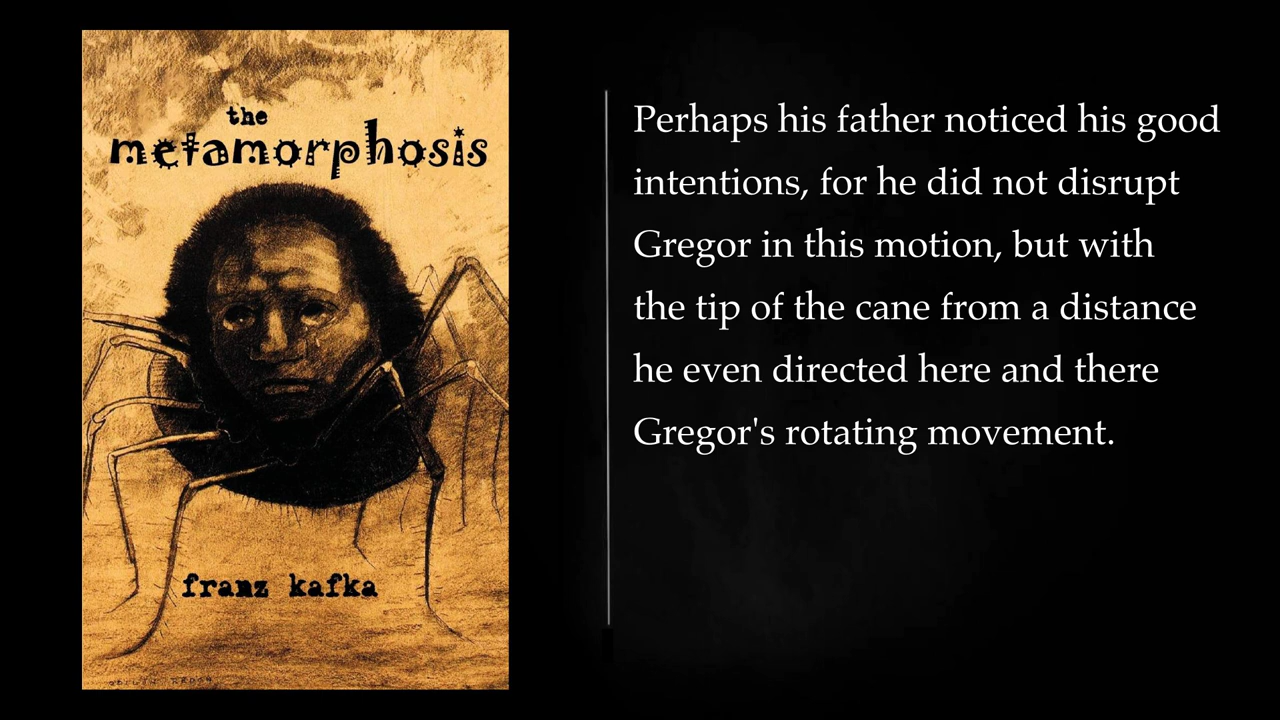 the
metamorphosis
franz kafka
Perhaps his father noticed his good
intentions, for he did not disrupt
Gregor in this motion, but with
the tip of the cane from a distance
he even directed here and there
Gregor's rotating movement.